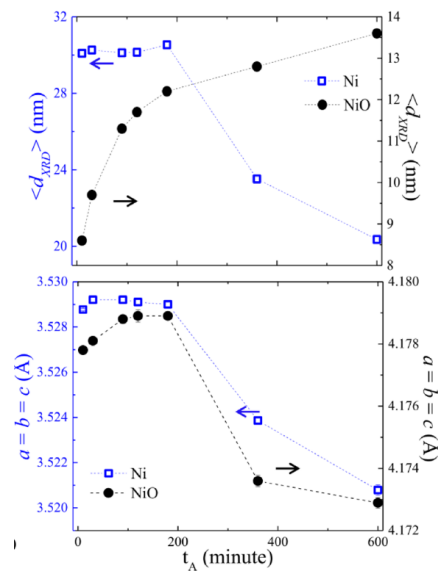 32
28
24
20
<d_XRD> (nm)
Ni
NiO
14
13
12
11
10
9
8
<d_XRD> (nm)
3.530
3.528
3.526
3.524
3.522
3.520
a = b = c (Å)
Ni
NiO
4.180
4.178
4.176
4.174
4.172
a = b = c (Å)
0 200 400 600
t_A (minute)